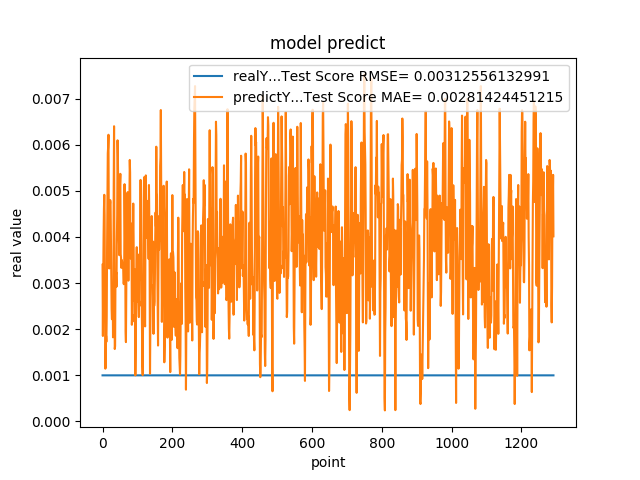 model predict
realY...Test Score RMSE= 0.00312556132991
predictY...Test Score MAE= 0.00281424451215
0.007
0.006
0.005
0.004
0.003
0.002
0.001
0.000
real value
0 200 400 600 800 1000 1200
point